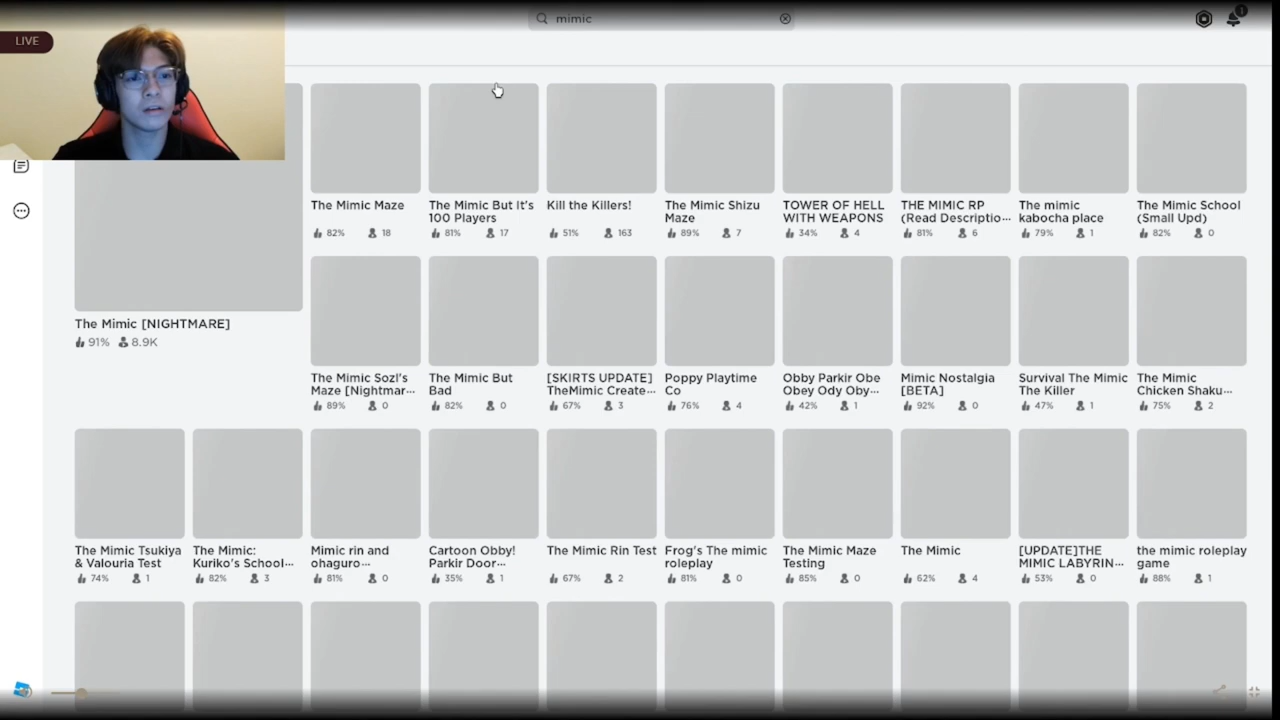 LIVE
mimic
1
The Mimic [NIGHTMARE]
91% 8.9K
The Mimic Maze
82% 18
The Mimic But It's
100 Players
81% 17
Kill the Killers!
51% 163
The Mimic Shizu
Maze
89% 7
TOWER OF HELL
WITH WEAPONS
34% 4
THE MIMIC RP
(Read Descriptio...
81% 6
The mimic
kabocha place
79% 1
The Mimic School
(Small Upd)
82% 0
The Mimic Sozl's
Maze [Nightmar...
89% 0
The Mimic But
Bad
82% 0
[SKIRTS UPDATE]
TheMimic Create...
67% 3
Poppy Playtime
Co
76% 4
Obby Parkir Obe
Obey Ody Oby...
42% 1
Mimic Nostalgia
[BETA]
92% 0
Survival The Mimic
The Killer
47% 1
The Mimic
Chicken Shaku...
75% 2
The Mimic Tsukiya
& Valouria Test
74% 1
The Mimic:
Kuriko's School...
82% 3
Mimic rin and
ohaguro...
81% 0
Cartoon Obby!
Parkir Door...
35% 1
The Mimic Rin Test
67% 2
Frog's The mimic
roleplay
81% 0
The Mimic Maze
Testing
85% 0
The Mimic
62% 4
[UPDATE]THE
MIMIC LABYRIN...
53% 0
the mimic roleplay
game
88% 1